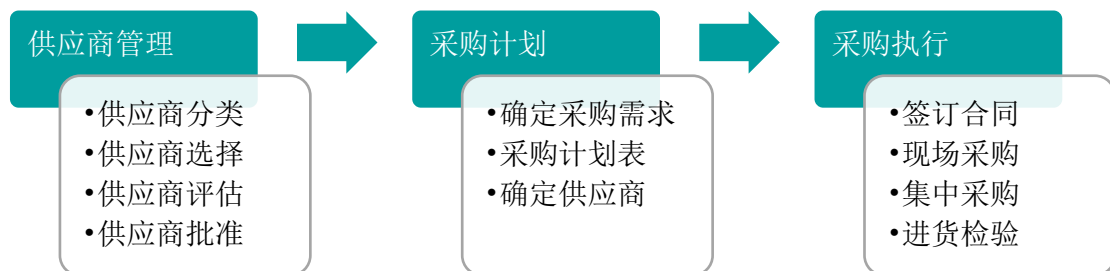 供应商管理
•供应商分类
•供应商选择
•供应商评估
•供应商批准
采购计划
•确定采购需求
•采购计划表
•确定供应商
采购执行
•签订合同
•现场采购
•集中采购
•进货检验